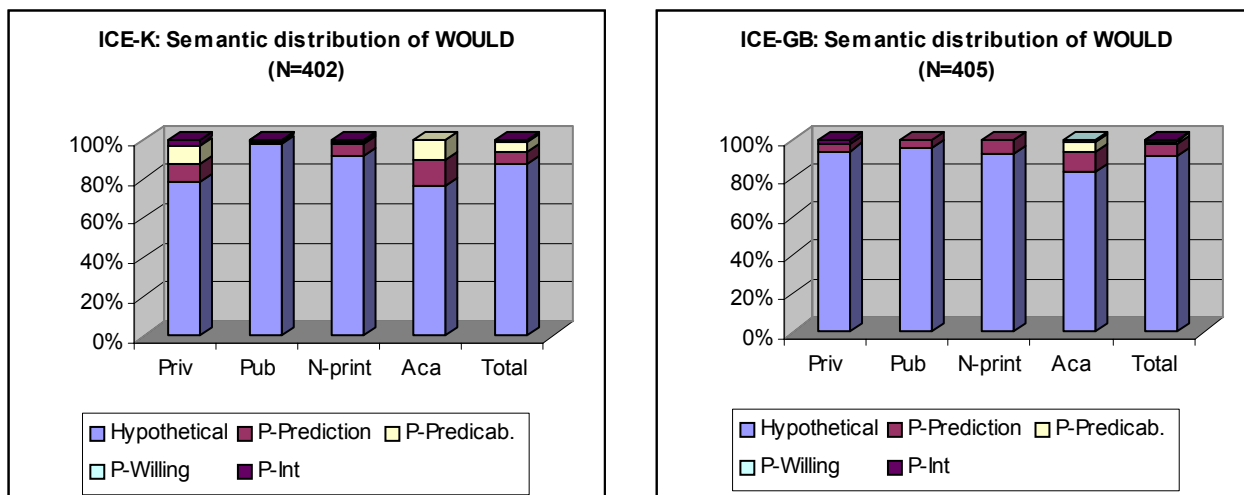 ICE-K: Semantic distribution of WOULD
(N=402)
100%
80%
60%
40%
20%
0%
Priv Pub N-print Aca Total
Hypothetical P-Prediction P-Predicab.
P-Willing P-Int
ICE-GB: Semantic distribution of WOULD
(N=405)
100%
80%
60%
40%
20%
0%
Priv Pub N-print Aca Total
Hypothetical P-Prediction P-Predicab.
P-Willing P-Int